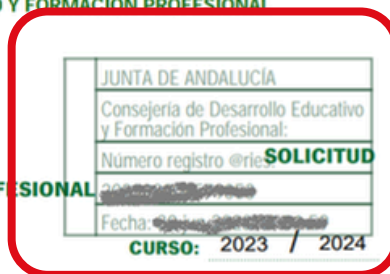 Y FORMACIÓN PROFESIONAL
JUNTA DE ANDALUCÍA
Consejería de Desarrollo Educativo
y Formación Profesional:
Número registro @ries
SOLICITUD
Fecha:
CURSO: 2023 / 2024